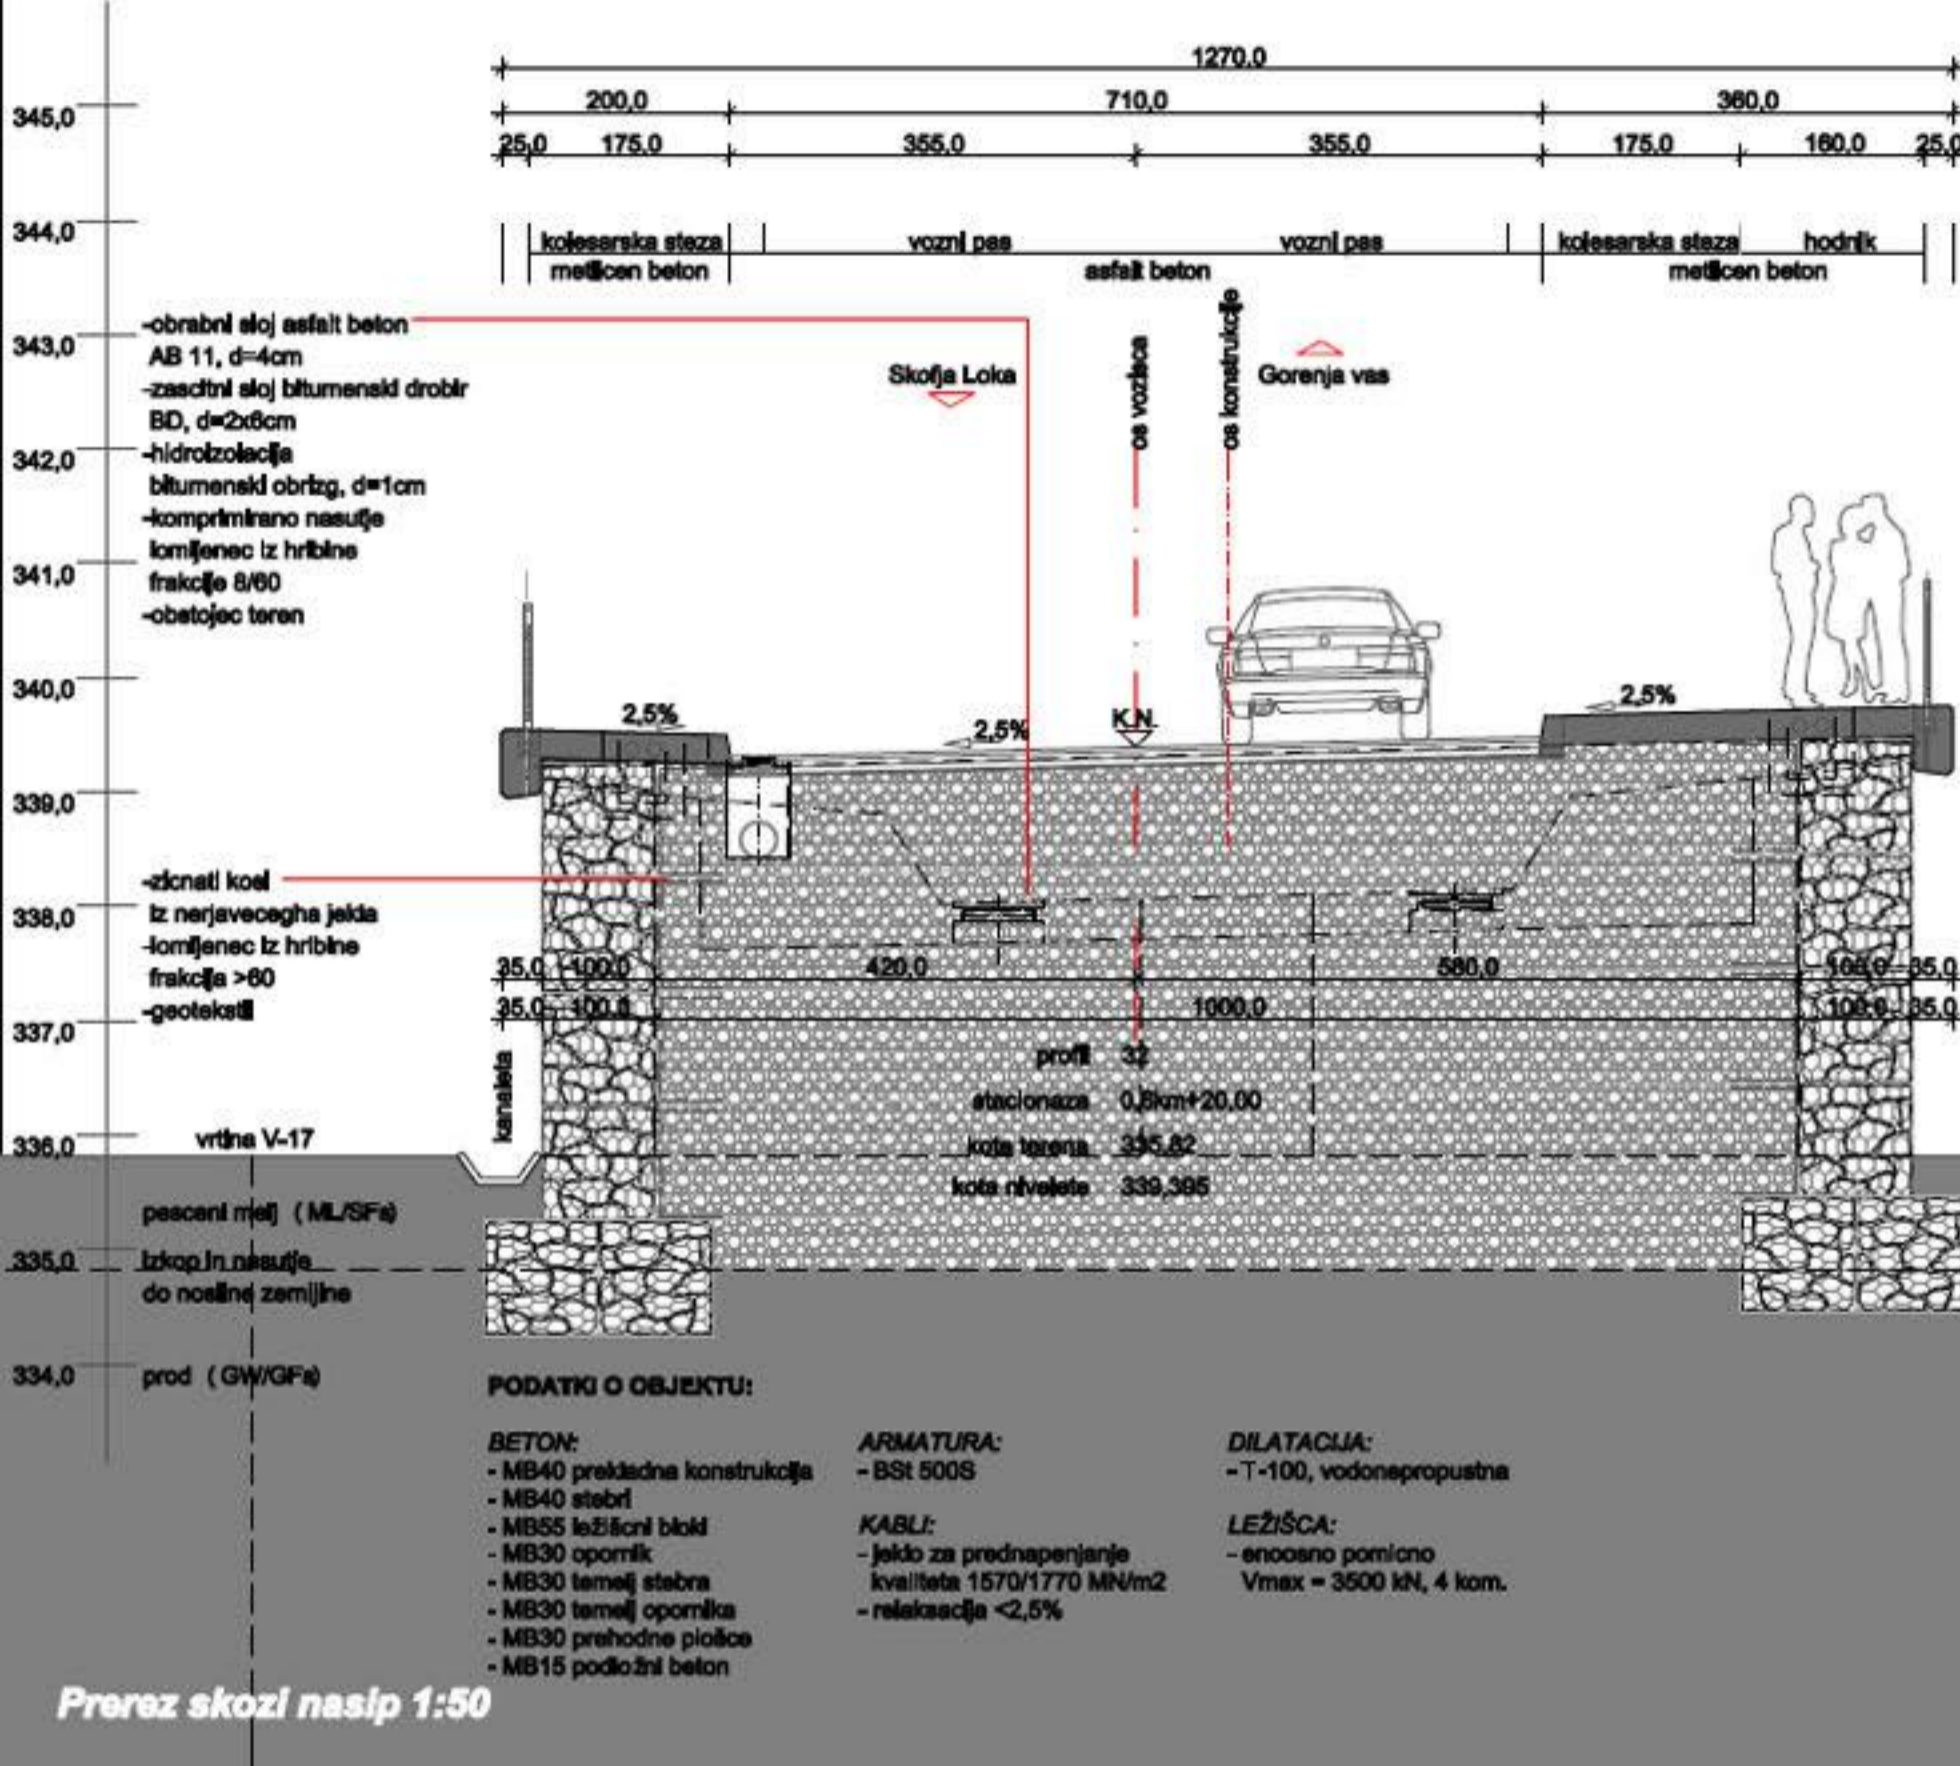 1270,0
200,0 710,0 360,0
25,0 175,0 355,0 355,0 175,0 160,0 25,0
345,0
344,0
343,0
342,0
341,0
340,0
339,0
338,0
337,0
336,0
335,0
334,0
kolesarska steza vozni pas vozni pas kolesarska steza hodnik
metlicen beton asfalt beton metlicen beton
-obrabni sloj asfalt beton
AB 11, d=4cm
-zascitni sloj bitumenski drobir
BD, d=2x6cm
-hidroizolacija
bitumenski obrizg, d=1cm
-komprimirano nasutje
lomljenec iz hribine
frakcije 8/60
-obstojec teren
Skofja Loka
os vozisca
os konstrukcije
Gorenja vas
2,5%
2,5%
K.N.
2,5%
-zicnati kosi
iz nerjavecegha jekla
-lomljenec iz hribine
frakcija >60
-geotekstil
35,0 100,0 420,0 580,0 100,0 35,0
35,0 100,0 1000,0 100,0 35,0
kanaleta
profil 32
stacionaza 0,6km+20,00
kota terena 335,82
kota nivelete 339,395
vrtina V-17
pesceni melj ( ML/SFs)
izkop in nasutje
do nosilne zemljine
prod ( GW/GFs)
PODATKI O OBJEKTU:
BETON:
- MB40 prekladna konstrukcija
- MB40 stebri
- MB55 ležišcni bloki
- MB30 opornik
- MB30 temelj stebra
- MB30 temelj opornika
- MB30 prehodne plošce
- MB15 podložni beton
ARMATURA:
- BSt 500S
KABLI:
- jeklo za prednapenjanje
kvaliteta 1570/1770 MN/m2
- relaksacija <2,5%
DILATACIJA:
- T-100, vodonepropustna
LEŽIŠCA:
- enoosno pomicno
Vmax = 3500 kN, 4 kom.
Prerez skozi nasip 1:50